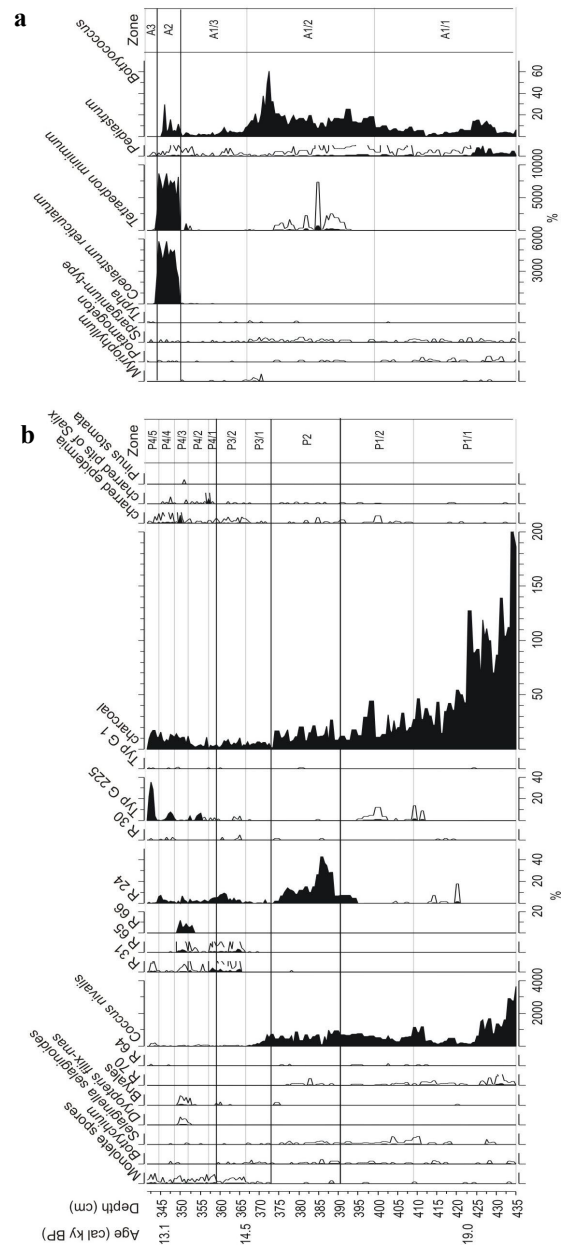 a
Myriophyllum
Potamogeton
Sparganium-type
Typha
Coelastrum reticulatum
Tetraedron minimum
Pediastrum
Botryococcus
Zone
A3
A2
A1/3
A1/2
A1/1
3000 6000
5000 10000
20 40 60
%
b
Age (cal ky BP)
Depth (cm)
Monolete spores
Botrychium
Selaginella selaginoides
Dryopteris filix-mas
Bryales
R 70
R 64
Coccus nivalis
R 31
R 65
R 66
R 24
R 30
Typ G 225
Typ G 1
charcoal
charred epidermia
charred pits of Salix
Pinus stomata
Zone
P4/5
P4/4
P4/3
P4/2
P4/1
P3/2
P3/1
P2
P1/2
P1/1
13.1
14.5
19.0
345
350
355
360
365
370
375
385
390
400
410
415
420
425
430
435
2000 4000
20
20 40
20 40
50 100 150 200
%